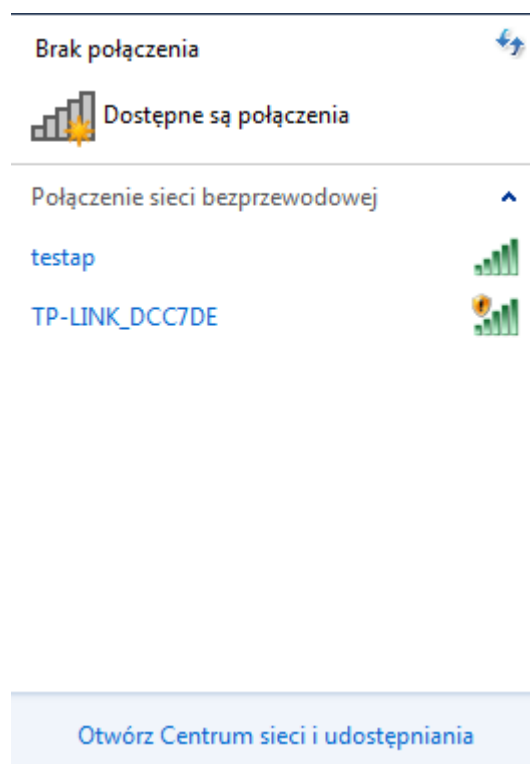 Brak połączenia
Dostępne są połączenia
Połączenie sieci bezprzewodowej
testap
TP-LINK_DCC7DE
Otwórz Centrum sieci i udostępniania